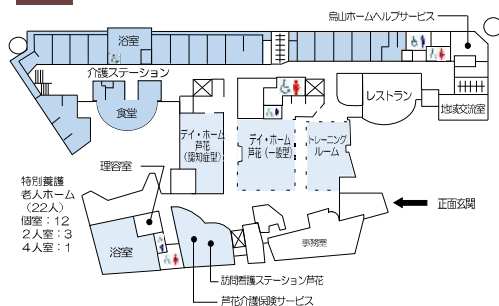 烏山ホームヘルプサービス
浴室
介護ステーション
食堂
レストラン
地域交流室
デイ・ホーム
芦花
(認知症型)
デイ・ホーム
芦花(一般型)
トレーニング
ルーム
理容室
特別養護
老人ホーム
(22人)
個室:12
2人室:3
4人室:1
正面玄関
浴室
事務室
訪問看護ステーション芦花
芦花介護保険サービス